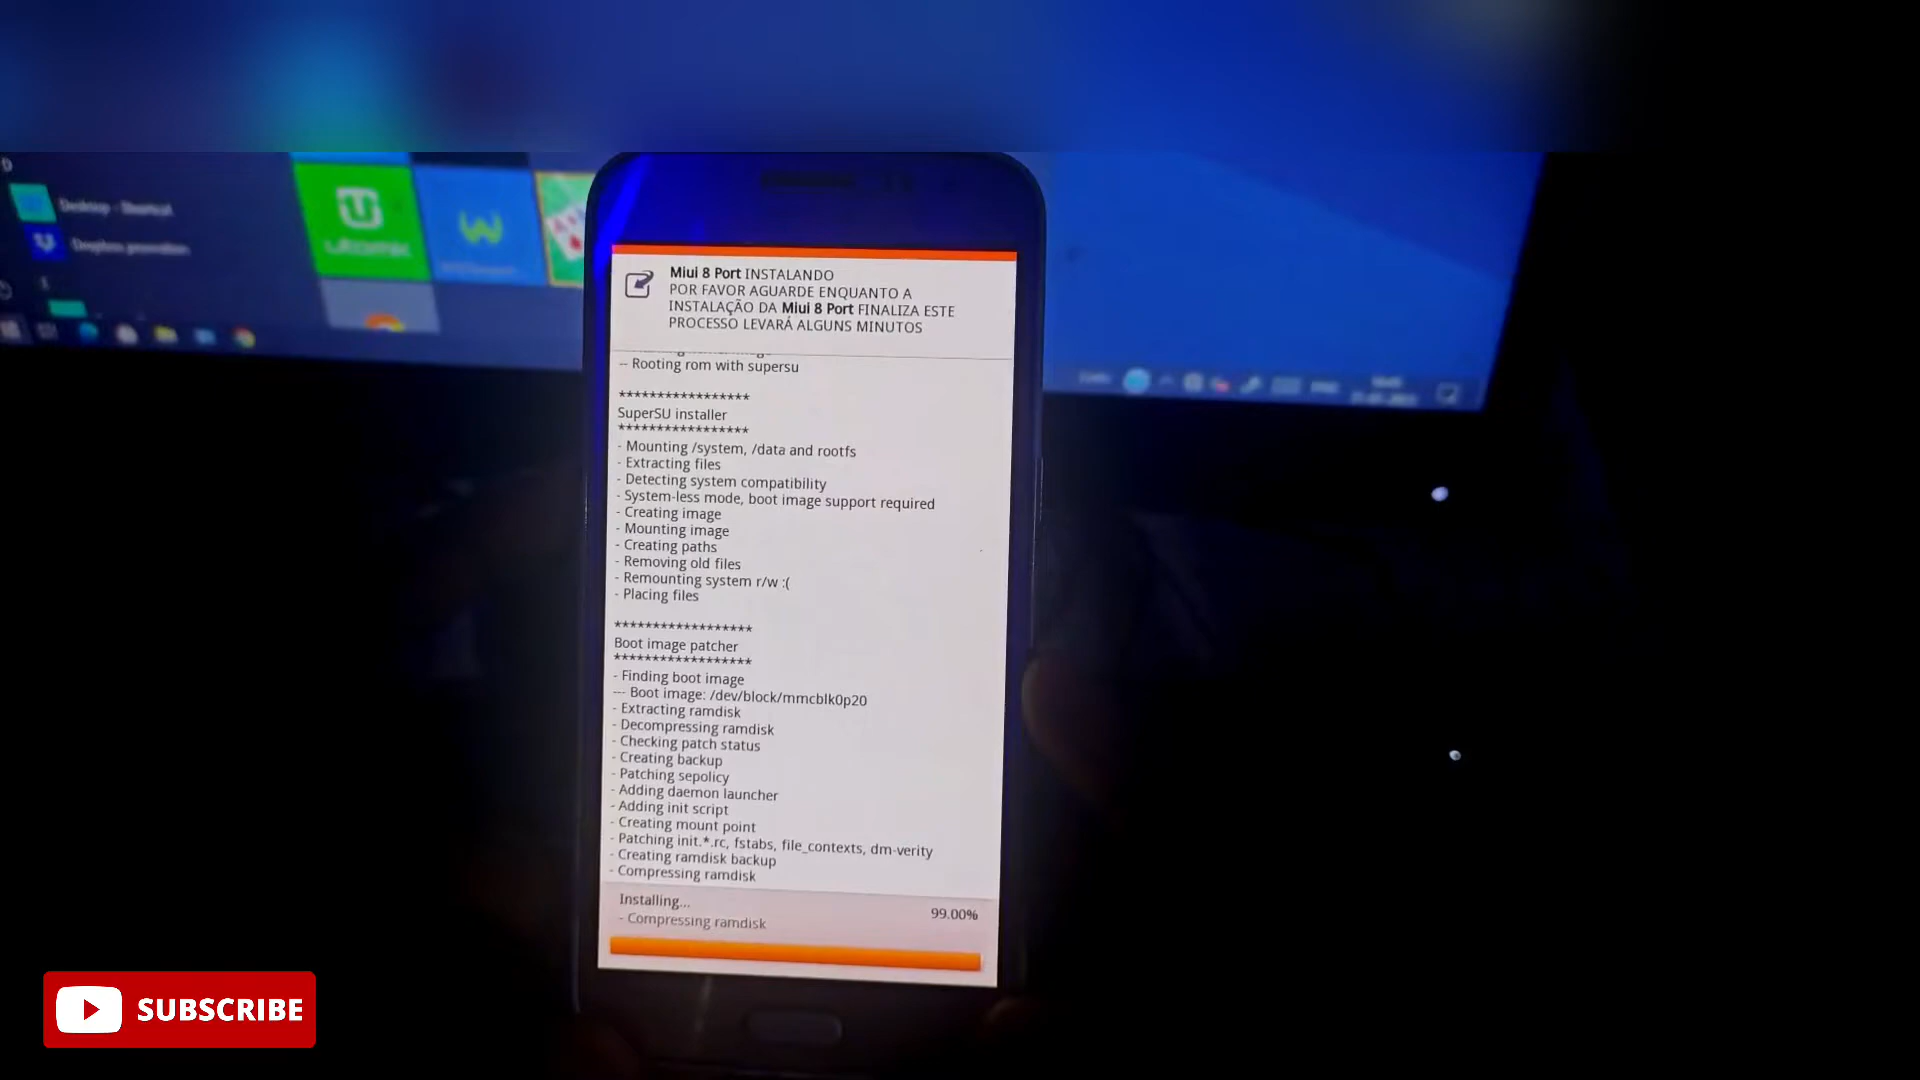 Desktop - Shortcut
Dropbox promotion
Miui 8 Port INSTALANDO
POR FAVOR AGUARDE ENQUANTO A
INSTALAÇÃO DA Miui 8 Port FINALIZA ESTE
PROCESSO LEVARÁ ALGUNS MINUTOS
-- Rooting rom with supersu
*****************
SuperSU installer
*****************
- Mounting /system, /data and rootfs
- Extracting files
- Detecting system compatibility
- System-less mode, boot image support required
- Creating image
- Mounting image
- Creating paths
- Removing old files
- Remounting system r/w :(
- Placing files
******************
Boot image patcher
******************
- Finding boot image
--- Boot image: /dev/block/mmcblk0p20
- Extracting ramdisk
- Decompressing ramdisk
- Checking patch status
- Creating backup
- Patching sepolicy
- Adding daemon launcher
- Adding init script
- Creating mount point
- Patching init.*.rc, fstabs, file_contexts, dm-verity
- Creating ramdisk backup
- Compressing ramdisk
Installing...
99.00%
- Compressing ramdisk
SUBSCRIBE